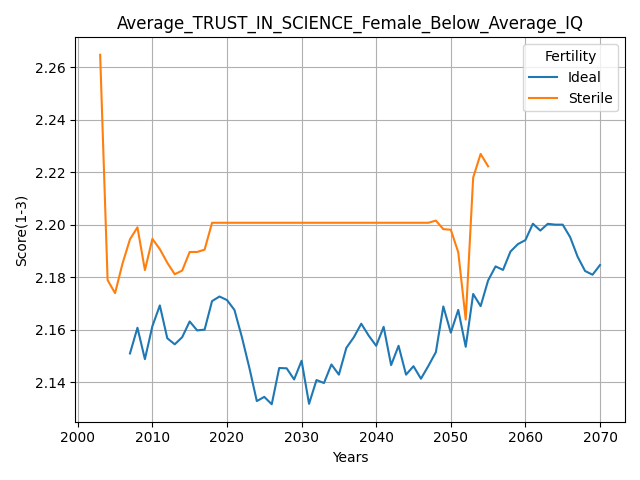 Average_TRUST_IN_SCIENCE_Female_Below_Average_IQ
Fertility
Ideal
Sterile
Score(1-3)
2.26
2.24
2.22
2.20
2.18
2.16
2.14
2000 2010 2020 2030 2040 2050 2060 2070
Years